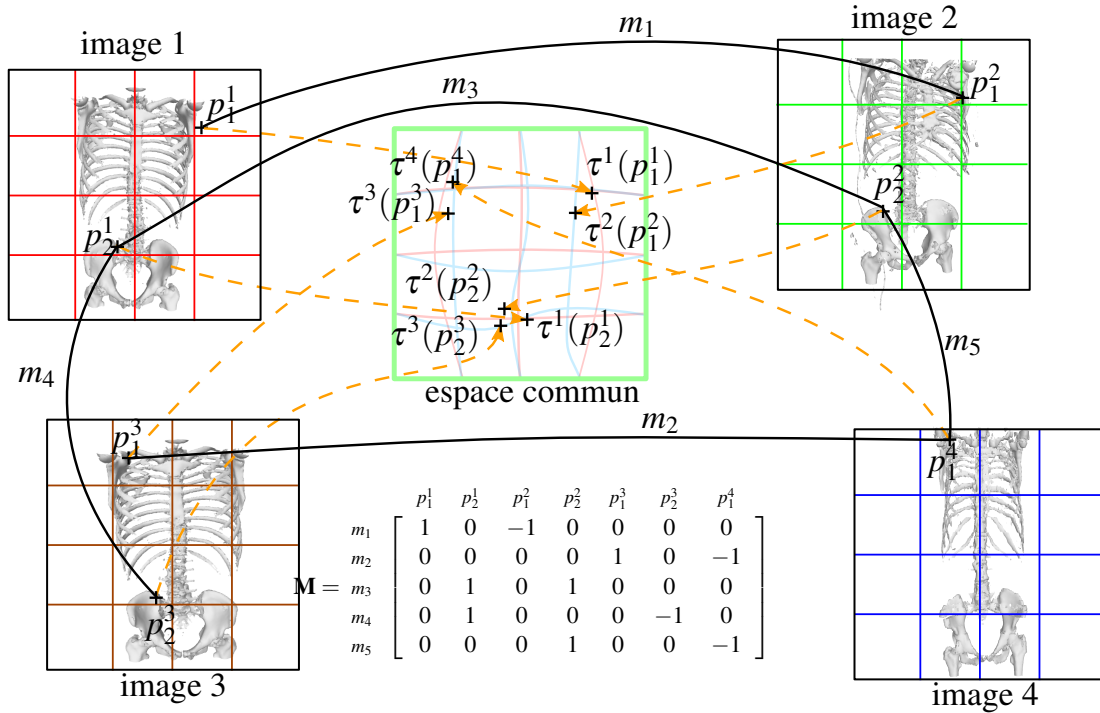 image 1
image 2
m₁
m₃
p₁¹
p₁²
τ⁴(p₁⁴)
τ¹(p₁¹)
τ³(p₁³)
τ²(p₁²)
p₂²
p₂¹
τ²(p₂²)
τ³(p₂³)
τ¹(p₂¹)
m₅
m₄
espace commun
m₂
p₁³
p₁⁴
p₁¹ p₂¹ p₁² p₂² p₁³ p₂³ p₁⁴
m₁ 1 0 −1 0 0 0 0
m₂ 0 0 0 0 1 0 −1
M = m₃ 0 1 0 1 0 0 0
m₄ 0 1 0 0 0 −1 0
m₅ 0 0 0 1 0 0 −1
p₂³
image 3
image 4